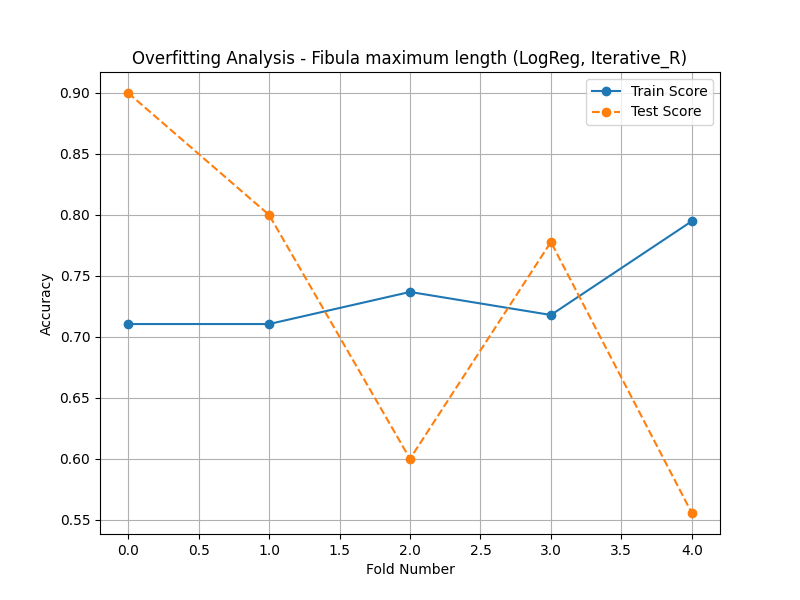 Overfitting Analysis - Fibula maximum length (LogReg, Iterative_R)
Train Score
Test Score
Accuracy
0.90
0.85
0.80
0.75
0.70
0.65
0.60
0.55
0.0 0.5 1.0 1.5 2.0 2.5 3.0 3.5 4.0
Fold Number